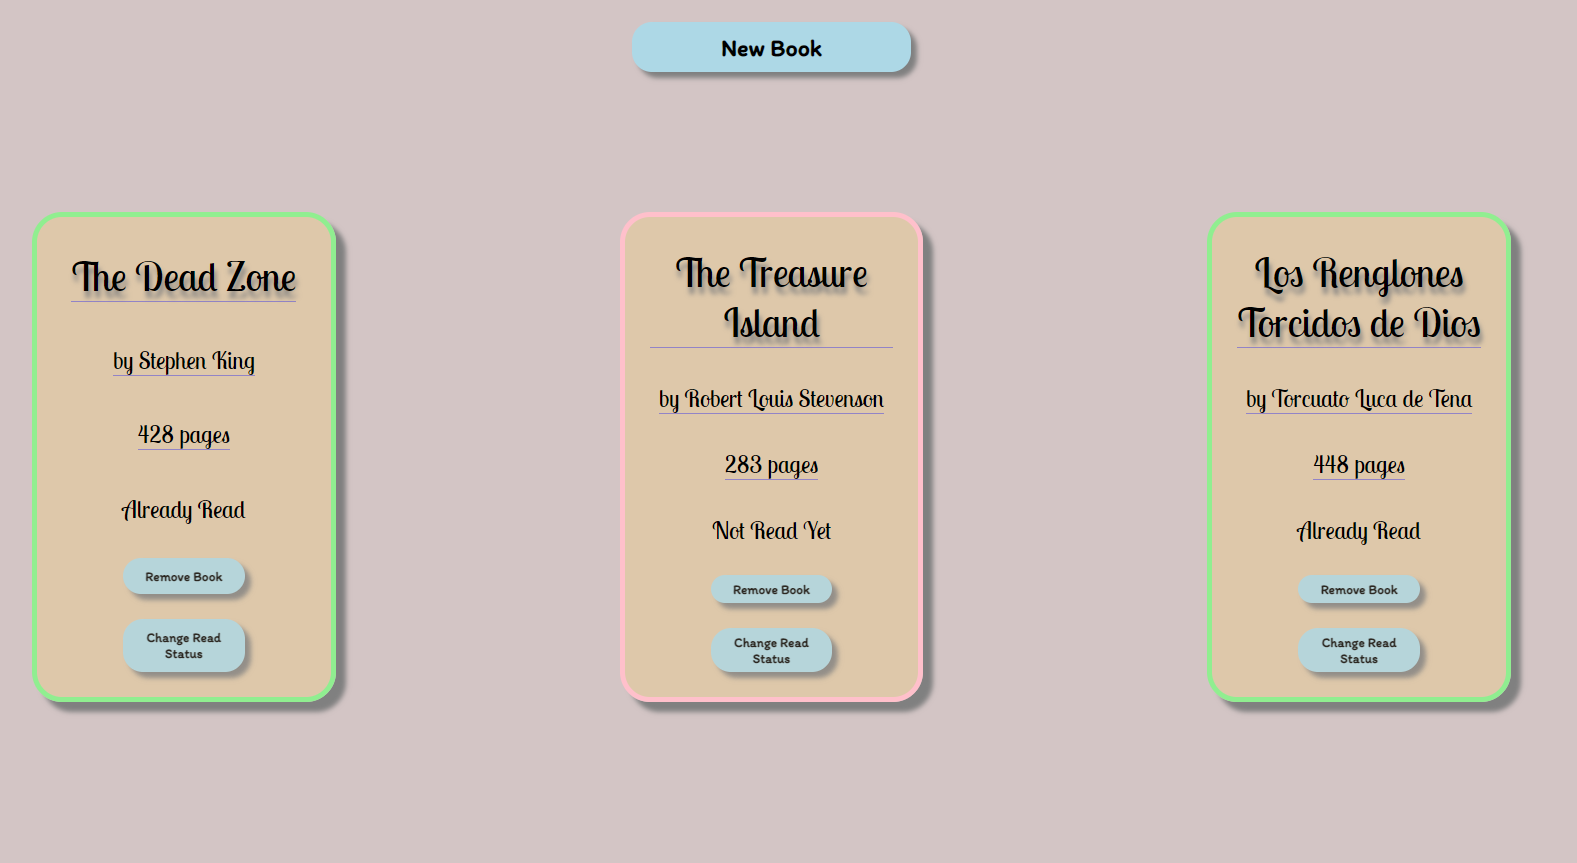 New Book
The Dead Zone
by Stephen King
428 pages
Already Read
Remove Book
Change Read
Status
The Treasure
Island
by Robert Louis Stevenson
283 pages
Not Read Yet
Remove Book
Change Read
Status
Los Renglones
Torcidos de Dios
by Torcuato Luca de Tena
448 pages
Already Read
Remove Book
Change Read
Status